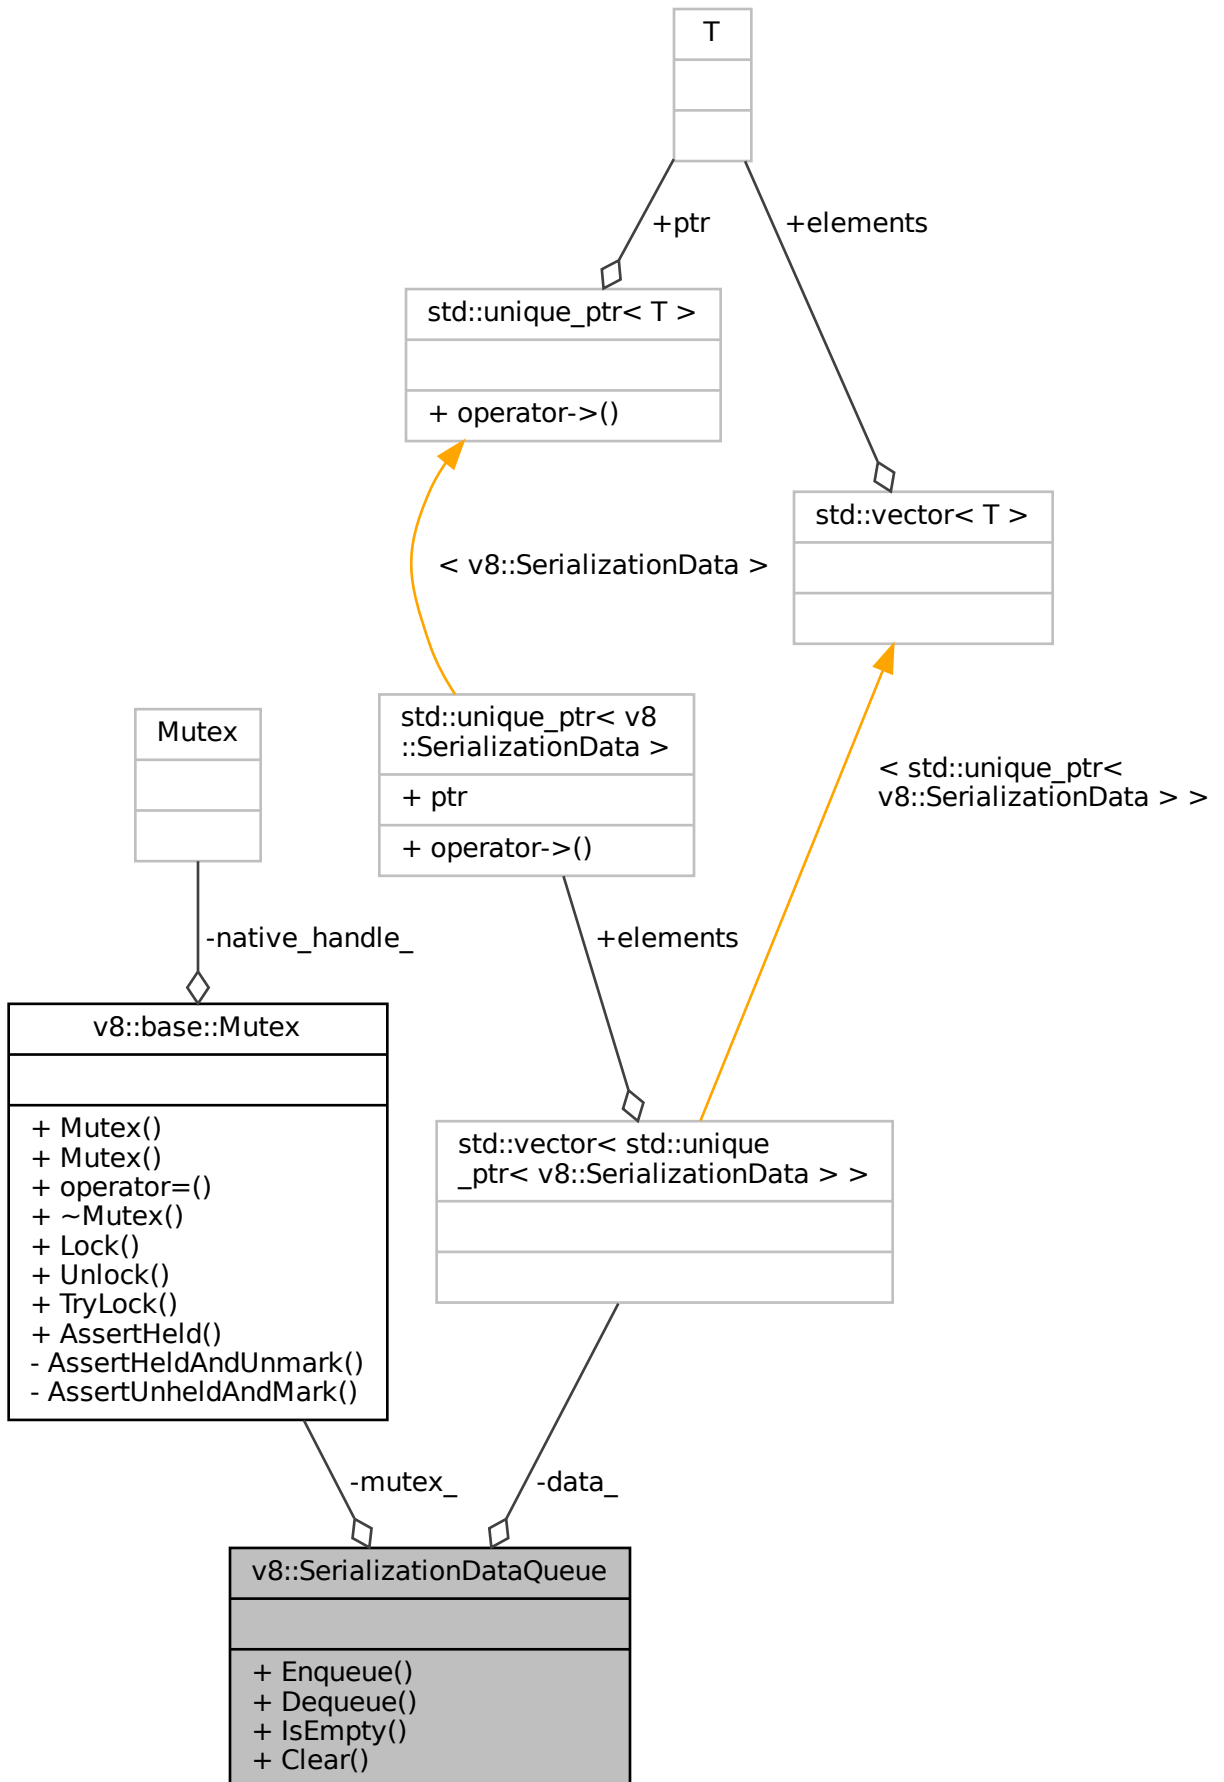 T
+ptr
+elements
std::unique_ptr< T >
+ operator->()
std::vector< T >
< v8::SerializationData >
std::unique_ptr< v8
::SerializationData >
+ ptr
+ operator->()
Mutex
< std::unique_ptr<
v8::SerializationData > >
-native_handle_
+elements
v8::base::Mutex
+ Mutex()
+ Mutex()
+ operator=()
+ ~Mutex()
+ Lock()
+ Unlock()
+ TryLock()
+ AssertHeld()
- AssertHeldAndUnmark()
- AssertUnheldAndMark()
std::vector< std::unique
_ptr< v8::SerializationData > >
-mutex_
-data_
v8::SerializationDataQueue
+ Enqueue()
+ Dequeue()
+ IsEmpty()
+ Clear()